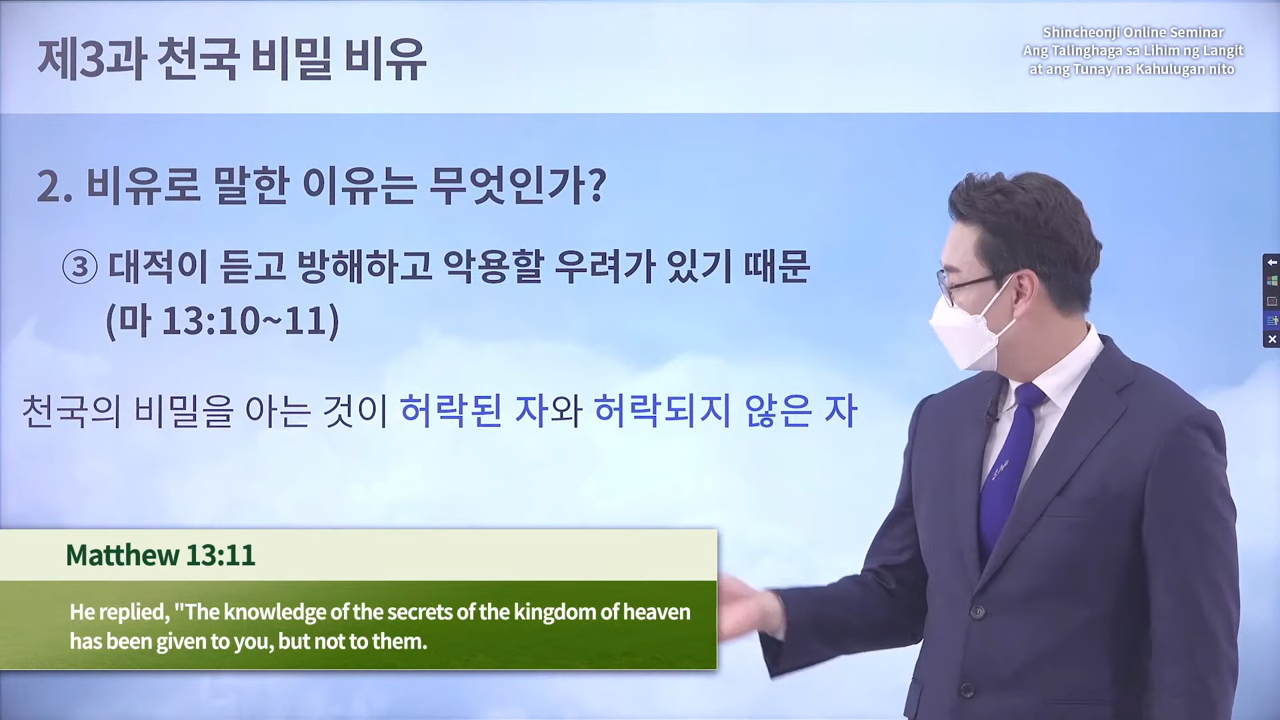 제3과 천국 비밀 비유
Shincheonji Online Seminar
Ang Talinghaga sa Lihim ng Langit
at ang Tunay na Kahulugan nito
2. 비유로 말한 이유는 무엇인가?
③ 대적이 듣고 방해하고 악용할 우려가 있기 때문
(마 13:10~11)
천국의 비밀을 아는 것이 허락된 자와 허락되지 않은 자
Matthew 13:11
He replied, "The knowledge of the secrets of the kingdom of heaven
has been given to you, but not to them.